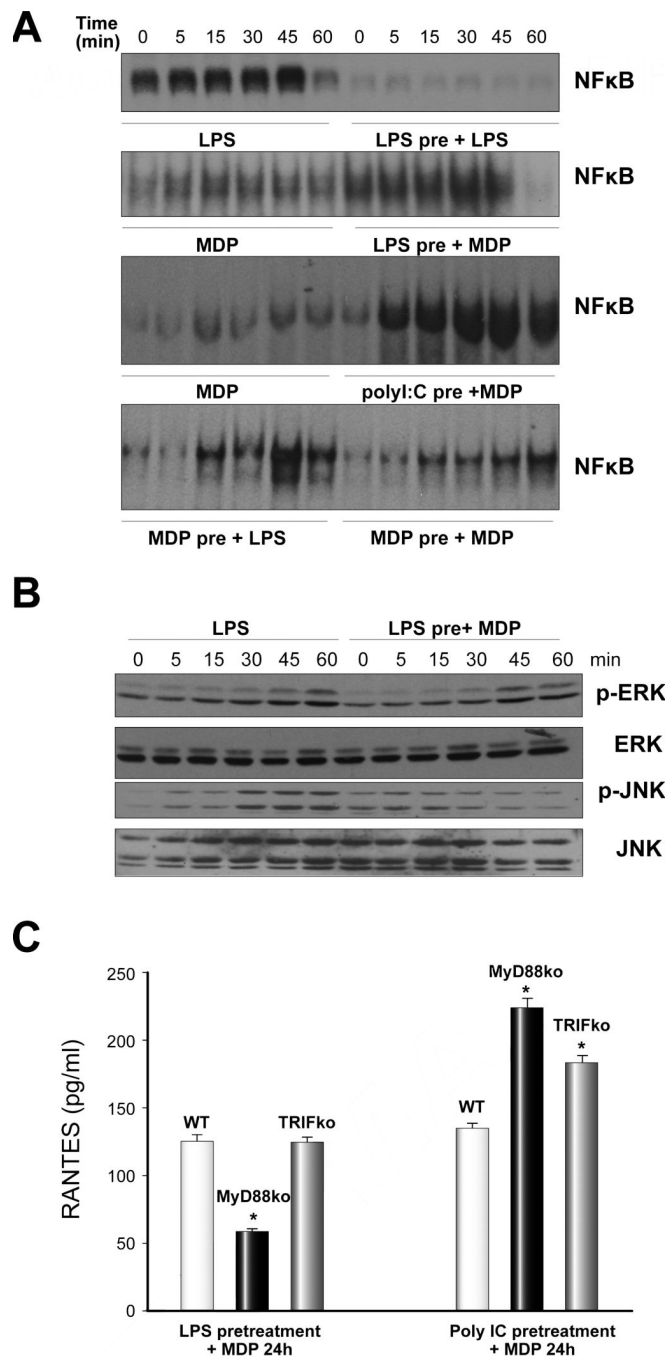 A
Time
(min)
0 5 15 30 45 60 0 5 15 30 45 60
NFκB
LPS LPS pre + LPS
NFκB
MDP LPS pre + MDP
NFκB
MDP polyI:C pre +MDP
NFκB
MDP pre + LPS MDP pre + MDP
B
LPS LPS pre+ MDP
0 5 15 30 45 60 0 5 15 30 45 60 min
p-ERK
ERK
p-JNK
JNK
C
RANTES (pg/ml)
250
200
150
100
50
0
WT
MyD88ko
*
TRIFko
WT
MyD88ko
*
TRIFko
*
LPS pretreatment
+ MDP 24h
Poly IC pretreatment
+ MDP 24h